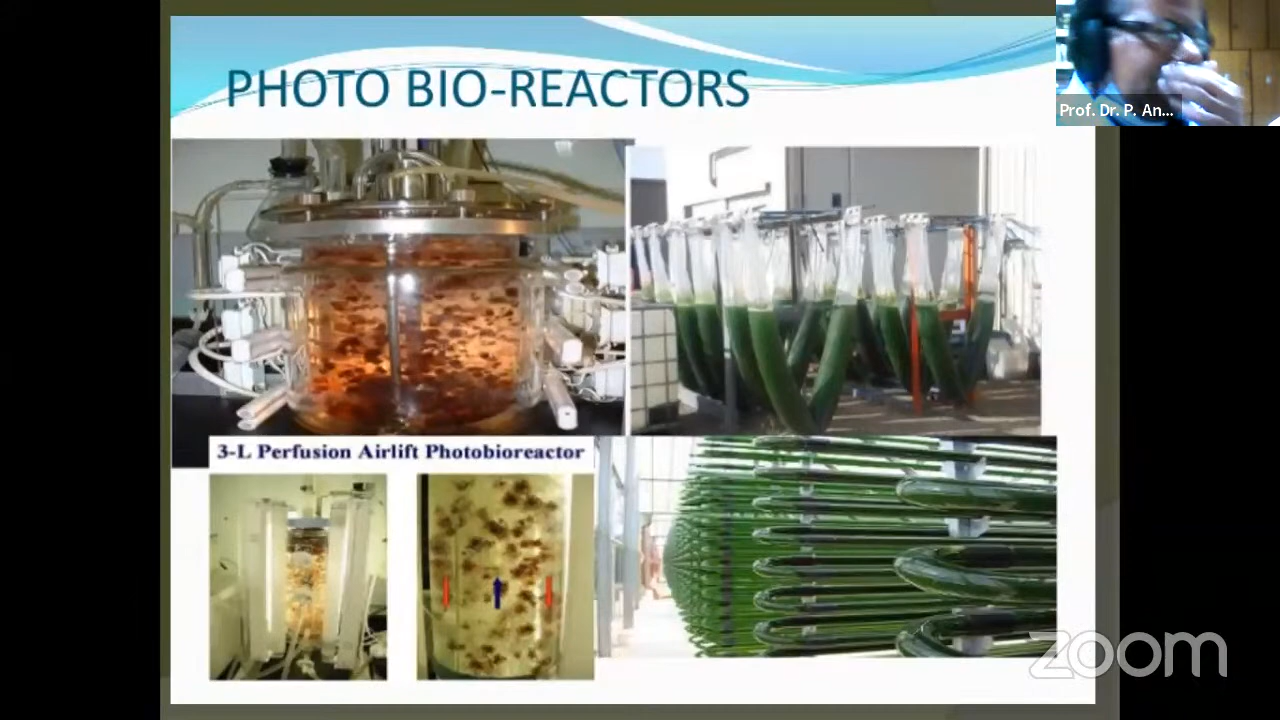 PHOTO BIO-REACTORS
Prof. Dr. P. An...
3-L Perfusion Airlift Photobioreactor
zoom